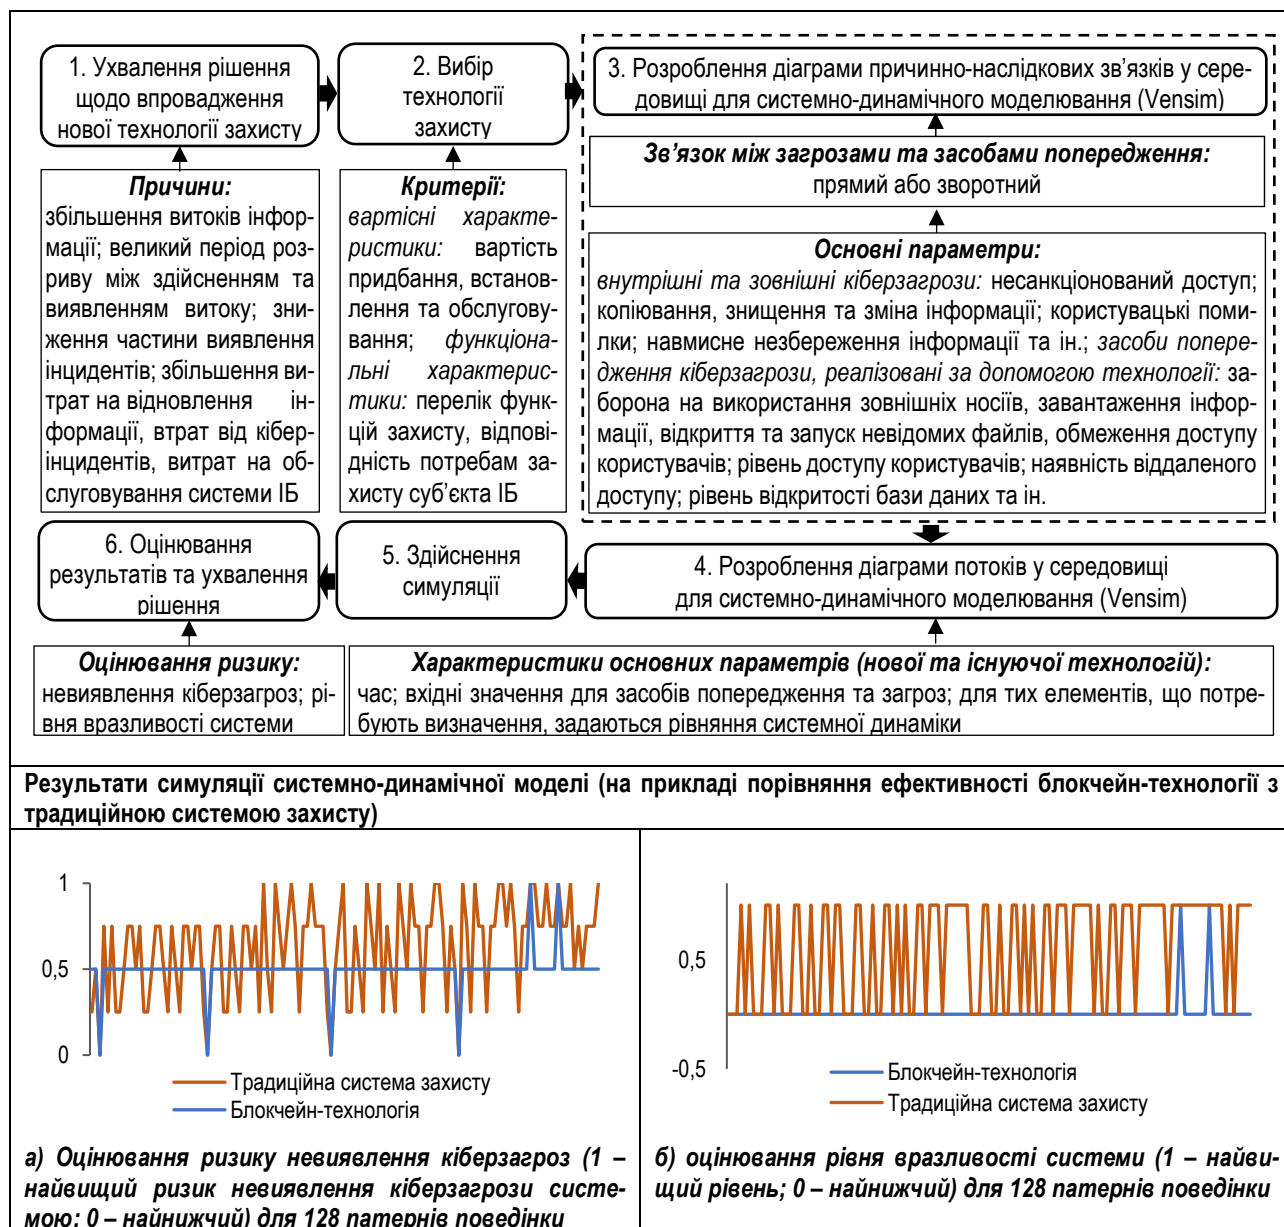 1. Ухвалення рішення
щодо впровадження
нової технології захисту
2. Вибір
технології
захисту
3. Розроблення діаграми причинно-наслідкових зв’язків у сере-
довищі для системно-динамічного моделювання (Vensim)
Причини:
збільшення витоків інфор-
мації; великий період роз-
риву між здійсненням та
виявленням витоку; зни-
ження частини виявлення
інцидентів; збільшення ви-
трат на відновлення ін-
формації, втрат від кібер-
інцидентів, витрат на об-
слуговування системи ІБ
Критерії:
вартісні характе-
ристики: вартість
придбання, встанов-
лення та обслугову-
вання; функціона-
льні характерис-
тики: перелік функ-
цій захисту, відпові-
дність потребам за-
хисту суб’єкта ІБ
Зв’язок між загрозами та засобами попередження:
прямий або зворотний
Основні параметри:
внутрішні та зовнішні кіберзагрози: несанкціонований доступ;
копіювання, знищення та зміна інформації; користувацькі поми-
лки; навмисне незбереження інформації та ін.; засоби попере-
дження кіберзагрози, реалізовані за допомогою технології: за-
борона на використання зовнішніх носіїв, завантаження інфор-
мації, відкриття та запуск невідомих файлів, обмеження доступу
користувачів; рівень доступу користувачів; наявність віддаленого
доступу; рівень відкритості бази даних та ін.
6. Оцінювання
результатів та ухвалення
рішення
5. Здійснення
симуляції
4. Розроблення діаграми потоків у середовищі
для системно-динамічного моделювання (Vensim)
Оцінювання ризику:
невиявлення кіберзагроз; рі-
вня вразливості системи
Характеристики основних параметрів (нової та існуючої технологій):
час; вхідні значення для засобів попередження та загроз; для тих елементів, що потре-
бують визначення, задаються рівняння системної динаміки
Результати симуляції системно-динамічної моделі (на прикладі порівняння ефективності блокчейн-технології з
традиційною системою захисту)
1
0,5
0
Традиційна система захисту
Блокчейн-технологія
а) Оцінювання ризику невиявлення кіберзагроз (1 –
найвищий ризик невиявлення кіберзагрози систе-
мою; 0 – найнижчий) для 128 патернів поведінки
0,5
-0,5
Блокчейн-технологія
Традиційна система захисту
б) оцінювання рівня вразливості системи (1 – найви-
щий рівень; 0 – найнижчий) для 128 патернів поведінки